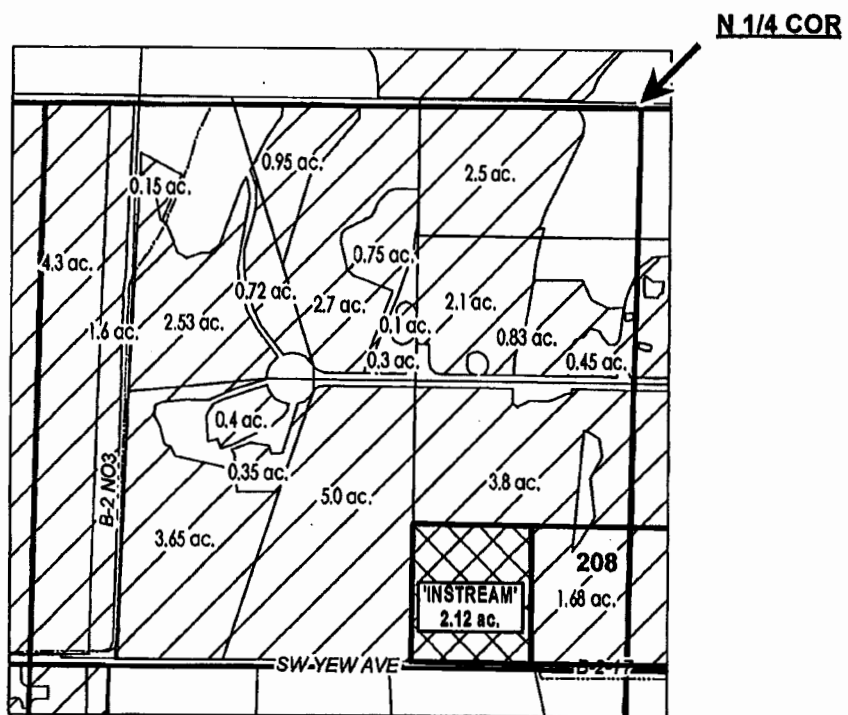 N 1/4 COR
0.95 ac.
2.5 ac.
0.15 ac.
4.3 ac.
0.75 ac.
0.72 ac.
2.7 ac.
2.1 ac.
1.6 ac.
2.53 ac.
0.1 ac.
0.83 ac.
0.3 ac.
0.45 ac.
0.4 ac.
0.35 ac.
5.0 ac.
3.8 ac.
B-2 NO3
3.65 ac.
208
'INSTREAM'
2.12 ac.
1.68 ac.
SW YEW AVE
B-2-17